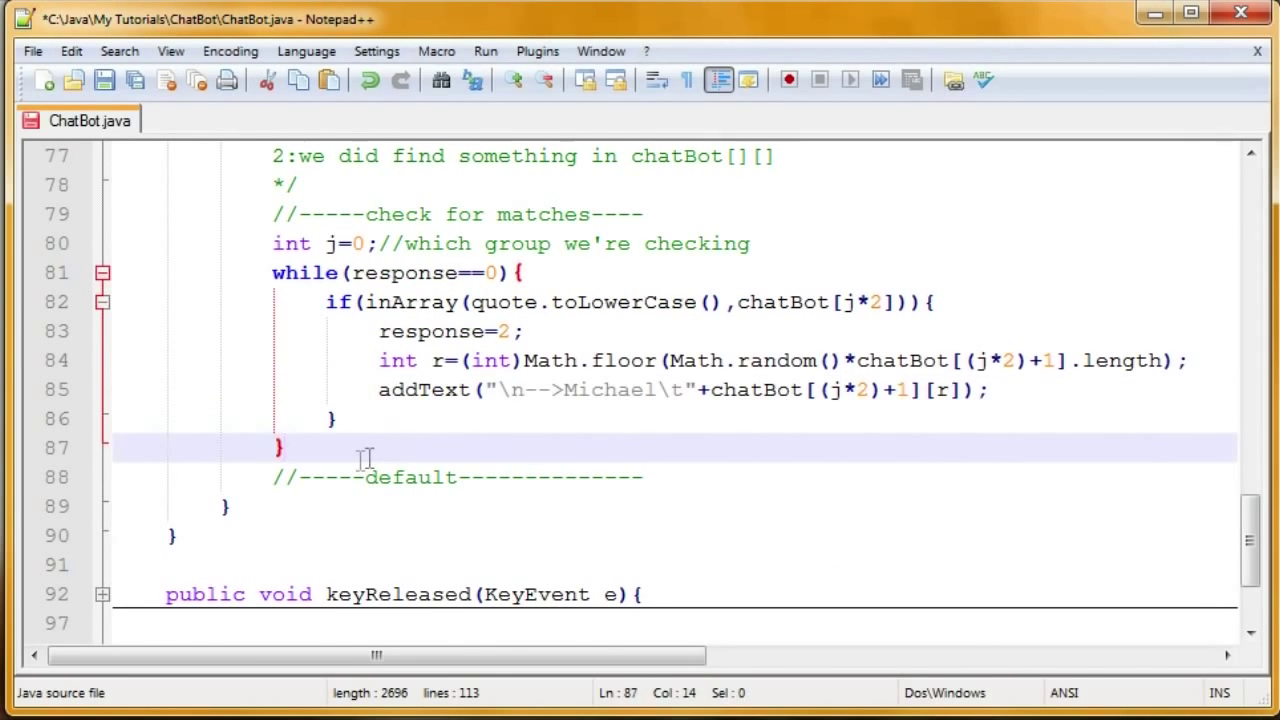 *C:\Java\My Tutorials\ChatBot\ChatBot.java - Notepad++
File Edit Search View Encoding Language Settings Macro Run Plugins Window ? X
ChatBot.java
77 2:we did find something in chatBot[][]
78 */
79 //-----check for matches----
80 int j=0;//which group we're checking
81 while(response==0){
82 if(inArray(quote.toLowerCase(),chatBot[j*2])){
83 response=2;
84 int r=(int)Math.floor(Math.random()*chatBot[(j*2)+1].length);
85 addText("\n-->Michael\t"+chatBot[(j*2)+1][r]);
86 }
87 }
88 //-----default--------------
89 }
90 }
91
92 public void keyReleased(KeyEvent e){
97
Java source file length : 2696 lines : 113 Ln : 87 Col : 14 Sel : 0 Dos\Windows ANSI INS